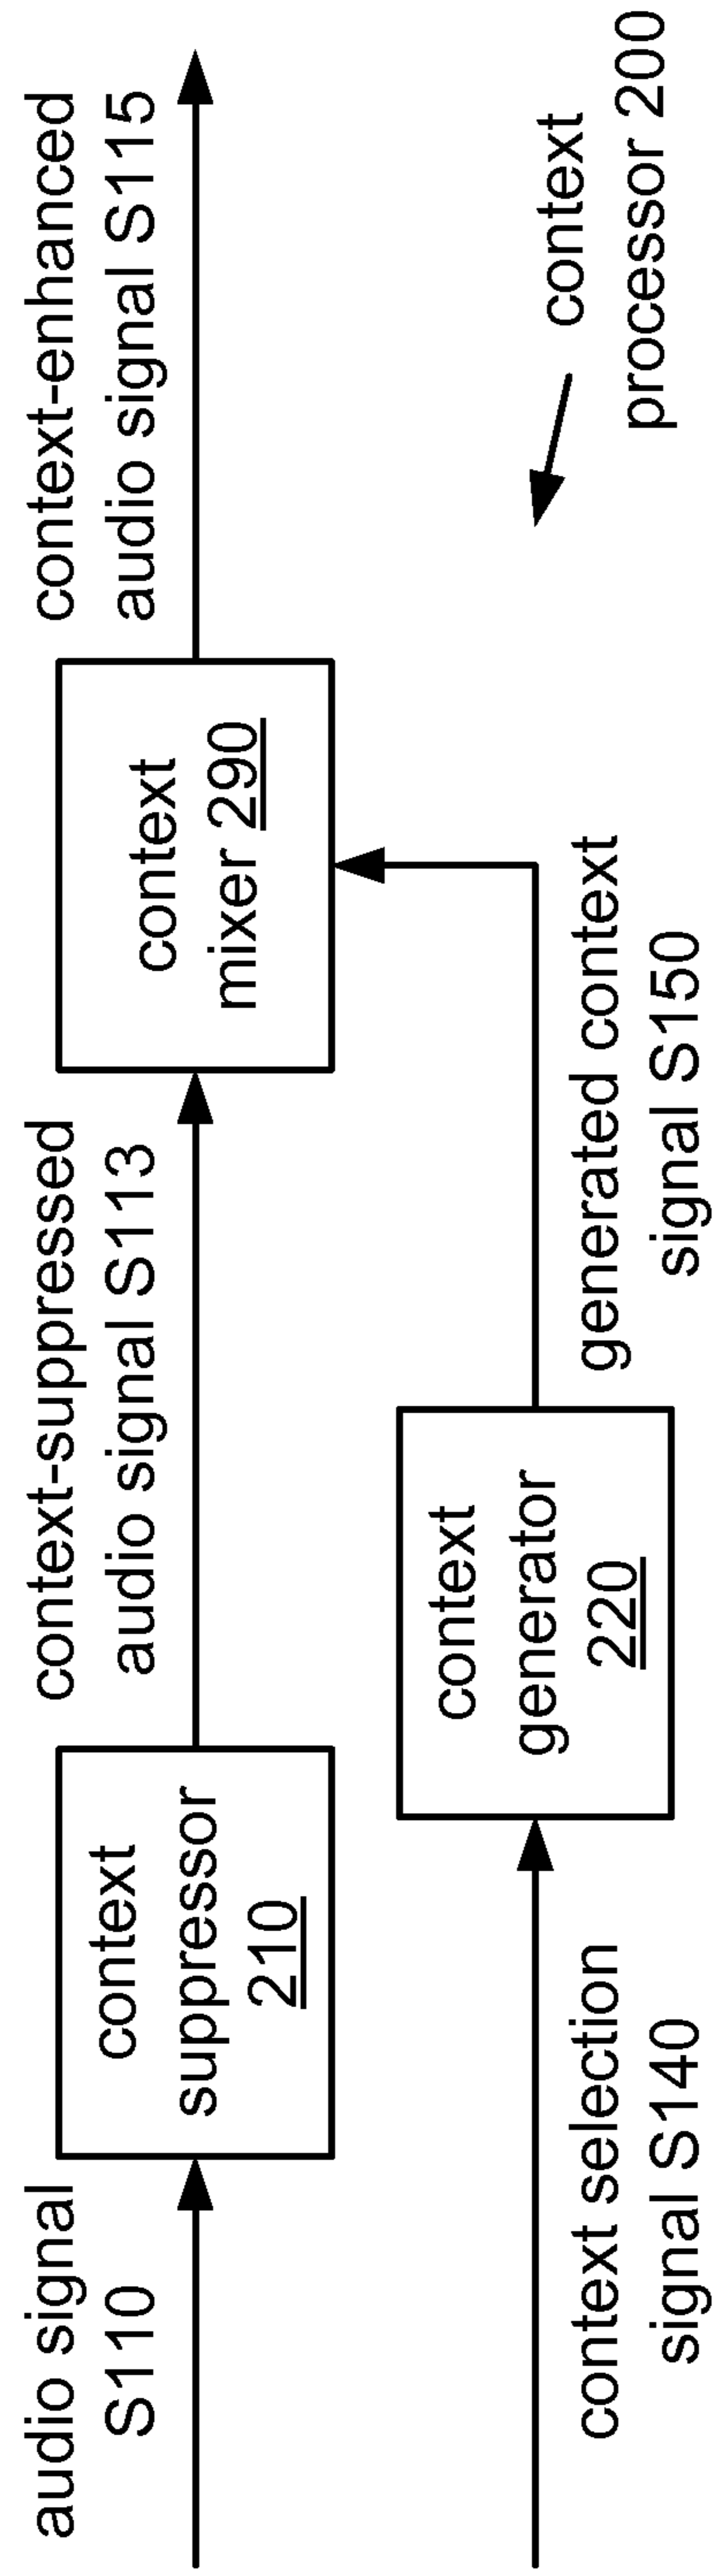 audio signal
S110
context
suppressor
210
context-suppressed
audio signal S113
context
mixer 290
context-enhanced
audio signal S115
context selection
signal S140
context
generator
220
generated context
signal S150
context
processor 200